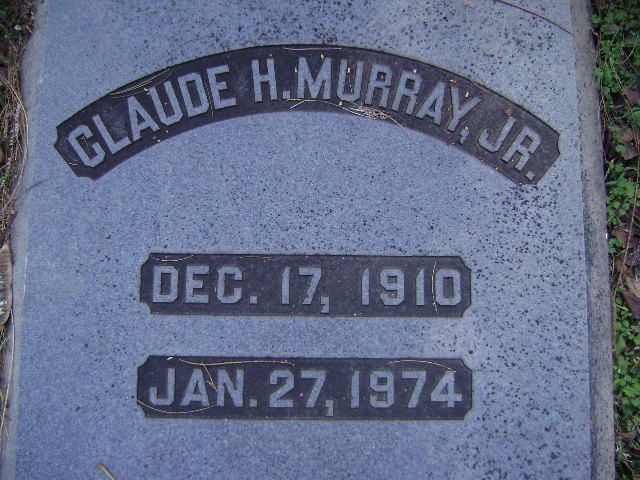 CLAUDE H. MURRAY, JR.
DEC. 17, 1910
JAN. 27, 1974